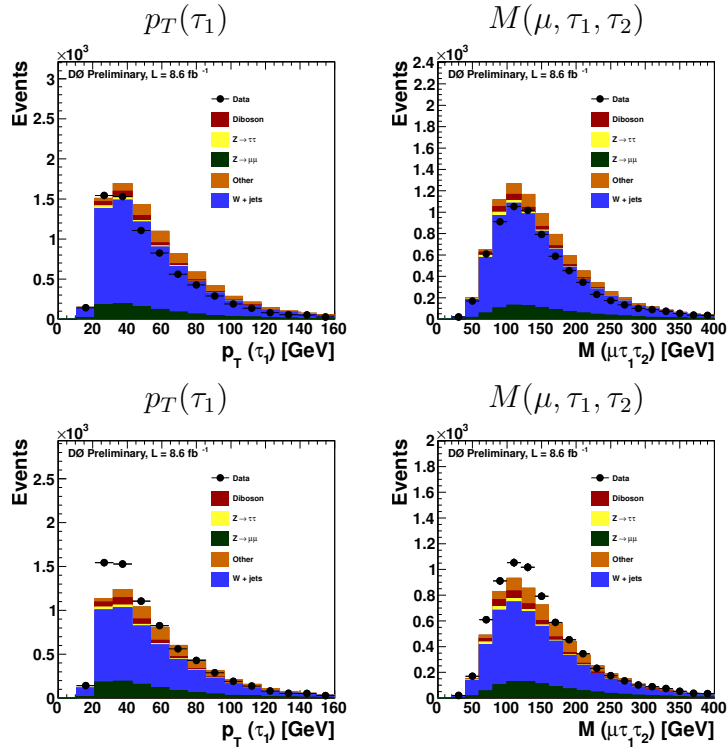 p_T(τ_1)
×10^3
Events
DØ Preliminary, L = 8.6 fb^-1
Data
Diboson
Z→ττ
Z→μμ
Other
W + jets
3
2.5
2
1.5
1
0.5
0
0 20 40 60 80 100 120 140 160
p_T (τ_1) [GeV]
M(μ, τ_1, τ_2)
×10^3
Events
DØ Preliminary, L = 8.6 fb^-1
Data
Diboson
Z→ττ
Z→μμ
Other
W + jets
2.4
2.2
2
1.8
1.6
1.4
1.2
1
0.8
0.6
0.4
0.2
0
0 50 100 150 200 250 300 350 400
M (μτ_1τ_2) [GeV]
p_T(τ_1)
×10^3
Events
DØ Preliminary, L = 8.6 fb^-1
Data
Diboson
Z→ττ
Z→μμ
Other
W + jets
2.5
2
1.5
1
0.5
0
0 20 40 60 80 100 120 140 160
p_T (τ_1) [GeV]
M(μ, τ_1, τ_2)
×10^3
Events
DØ Preliminary, L = 8.6 fb^-1
Data
Diboson
Z→ττ
Z→μμ
Other
W + jets
2
1.8
1.6
1.4
1.2
1
0.8
0.6
0.4
0.2
0
0 50 100 150 200 250 300 350 400
M (μτ_1τ_2) [GeV]